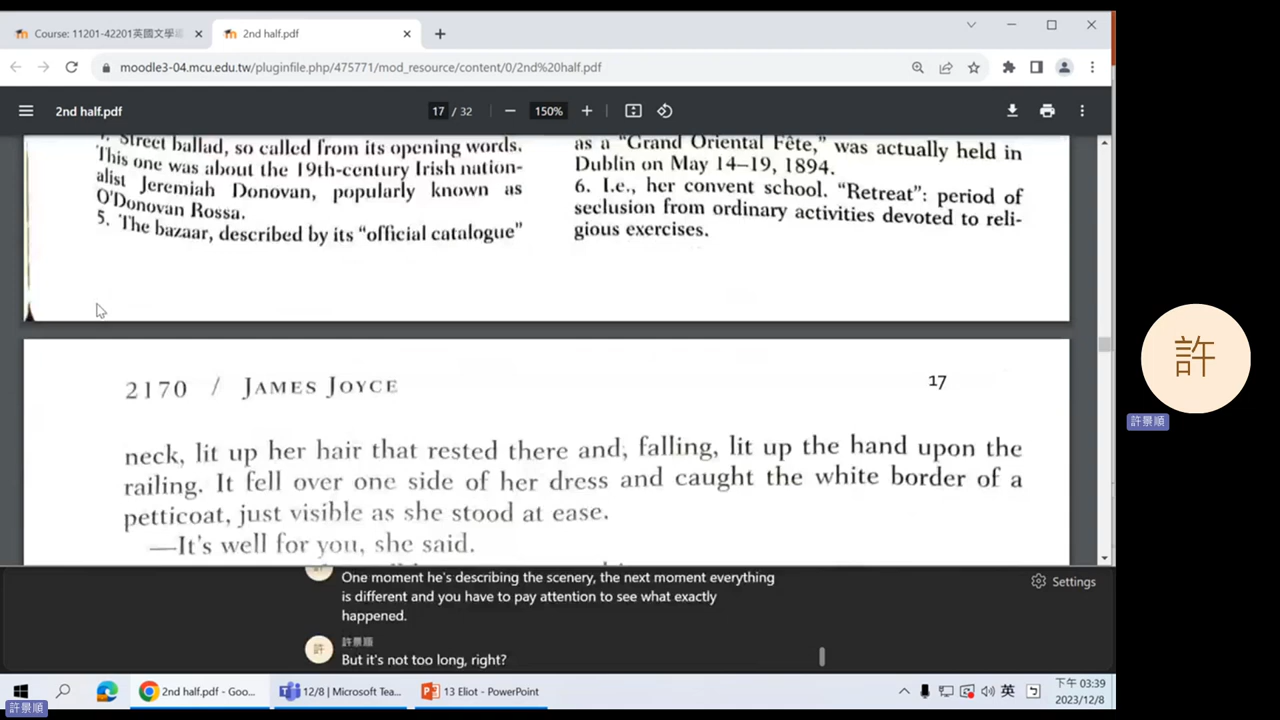 Course: 11201-42201英國文學
2nd half.pdf
moodle3-04.mcu.edu.tw/pluginfile.php/475771/mod_resource/content/0/2nd%20half.pdf
2nd half.pdf
17 / 32
150%
Street ballad, so called from its opening words.
This one was about the 19th-century Irish nation-
alist Jeremiah Donovan, popularly known as
O'Donovan Rossa.
5. The bazaar, described by its “official catalogue”
as a “Grand Oriental Fête,” was actually held in
Dublin on May 14–19, 1894.
6. I.e., her convent school. “Retreat”: period of
seclusion from ordinary activities devoted to reli-
gious exercises.
2170 / JAMES JOYCE
17
neck, lit up her hair that rested there and, falling, lit up the hand upon the
railing. It fell over one side of her dress and caught the white border of a
petticoat, just visible as she stood at ease.
—It's well for you, she said.
One moment he's describing the scenery, the next moment everything
is different and you have to pay attention to see what exactly
happened.
Settings
許
許景順
But it's not too long, right?
許
許景順
2nd half.pdf - Goo...
12/8 | Microsoft Tea...
13 Eliot - PowerPoint
英
下午 03:39
2023/12/8
許景順